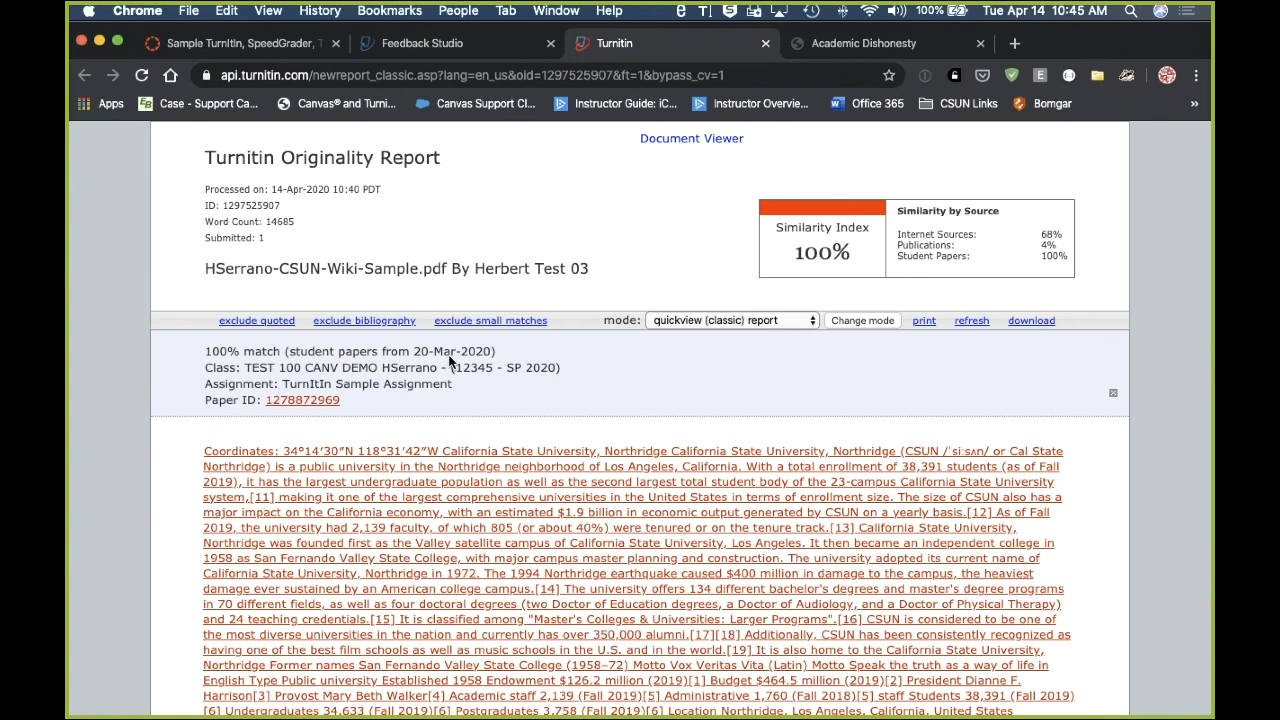 Chrome File Edit View History Bookmarks People Tab Window Help 100% Tue Apr 14 10:45 AM
Sample TurnItIn, SpeedGrader, T Feedback Studio Turnitin Academic Dishonesty
api.turnitin.com/newreport_classic.asp?lang=en_us&oid=1297525907&ft=1&bypass_cv=1
Apps Case - Support Ca... Canvas® and Turni... Canvas Support Cl... Instructor Guide: iC... Instructor Overvie... Office 365 CSUN Links Bomgar »
Document Viewer
Turnitin Originality Report
Processed on: 14-Apr-2020 10:40 PDT
ID: 1297525907
Word Count: 14685
Submitted: 1
HSerrano-CSUN-Wiki-Sample.pdf By Herbert Test 03
Similarity Index
100%
Similarity by Source
Internet Sources: 68%
Publications: 4%
Student Papers: 100%
exclude quoted exclude bibliography exclude small matches mode: quickview (classic) report Change mode print refresh download
100% match (student papers from 20-Mar-2020)
Class: TEST 100 CANV DEMO HSerrano - (12345 - SP 2020)
Assignment: TurnItIn Sample Assignment
Paper ID: 1278872969
Coordinates: 34°14′30″N 118°31′42″W California State University, Northridge California State University, Northridge (CSUN /ˈsiːsʌn/ or Cal State
Northridge) is a public university in the Northridge neighborhood of Los Angeles, California. With a total enrollment of 38,391 students (as of Fall
2019), it has the largest undergraduate population as well as the second largest total student body of the 23-campus California State University
system,[11] making it one of the largest comprehensive universities in the United States in terms of enrollment size. The size of CSUN also has a
major impact on the California economy, with an estimated $1.9 billion in economic output generated by CSUN on a yearly basis.[12] As of Fall
2019, the university had 2,139 faculty, of which 805 (or about 40%) were tenured or on the tenure track.[13] California State University,
Northridge was founded first as the Valley satellite campus of California State University, Los Angeles. It then became an independent college in
1958 as San Fernando Valley State College, with major campus master planning and construction. The university adopted its current name of
California State University, Northridge in 1972. The 1994 Northridge earthquake caused $400 million in damage to the campus, the heaviest
damage ever sustained by an American college campus.[14] The university offers 134 different bachelor's degrees and master's degree programs
in 70 different fields, as well as four doctoral degrees (two Doctor of Education degrees, a Doctor of Audiology, and a Doctor of Physical Therapy)
and 24 teaching credentials.[15] It is classified among "Master's Colleges & Universities: Larger Programs".[16] CSUN is considered to be one of
the most diverse universities in the nation and currently has over 350,000 alumni.[17][18] Additionally, CSUN has been consistently recognized as
having one of the best film schools as well as music schools in the U.S. and in the world.[19] It is also home to the California State University,
Northridge Former names San Fernando Valley State College (1958–72) Motto Vox Veritas Vita (Latin) Motto Speak the truth as a way of life in
English Type Public university Established 1958 Endowment $126.2 million (2019)[1] Budget $464.5 million (2019)[2] President Dianne F.
Harrison[3] Provost Mary Beth Walker[4] Academic staff 2,139 (Fall 2019)[5] Administrative 1,760 (Fall 2018)[5] staff Students 38,391 (Fall 2019)
[6] Undergraduates 34,633 (Fall 2019)[6] Postgraduates 3,758 (Fall 2019)[6] Location Northridge, Los Angeles, California, United States